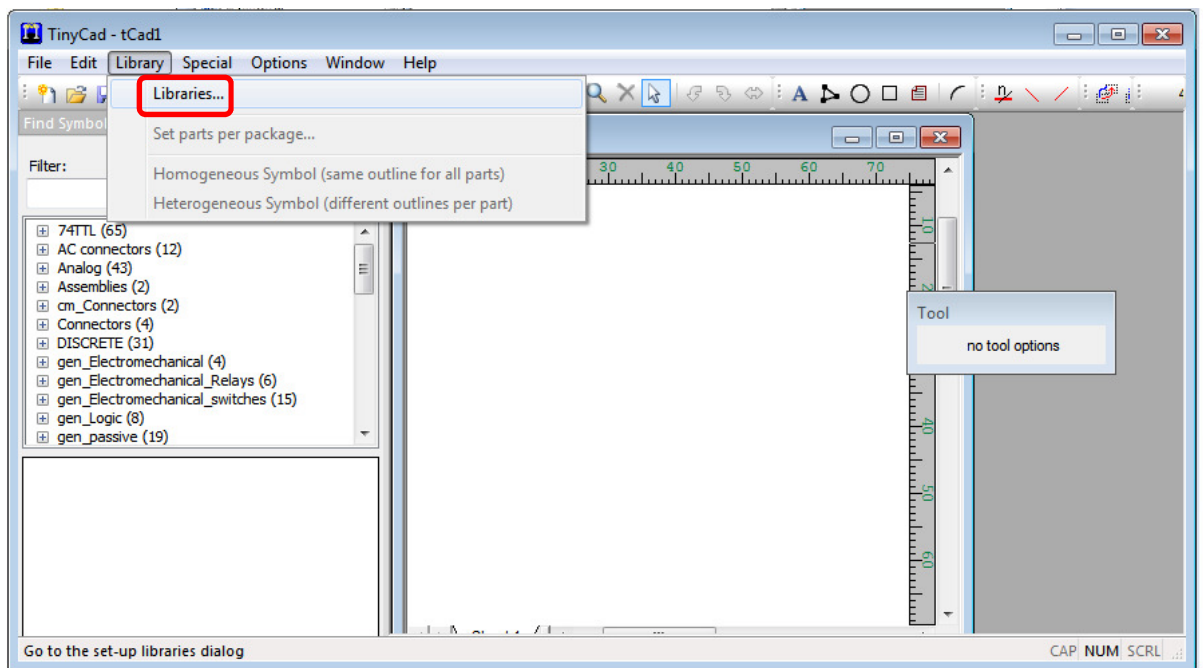 TinyCad - tCad1
File Edit Library Special Options Window Help
Libraries...
Find Symbol
Set parts per package...
Filter:
Homogeneous Symbol (same outline for all parts)
Heterogeneous Symbol (different outlines per part)
30 40 50 60 70
74TTL (65)
AC connectors (12)
Analog (43)
Assemblies (2)
cm_Connectors (2)
Connectors (4)
DISCRETE (31)
gen_Electromechanical (4)
gen_Electromechanical_Relays (6)
gen_Electromechanical_switches (15)
gen_Logic (8)
gen_passive (19)
10
Tool
no tool options
40
50
60
Go to the set-up libraries dialog
CAP NUM SCRL